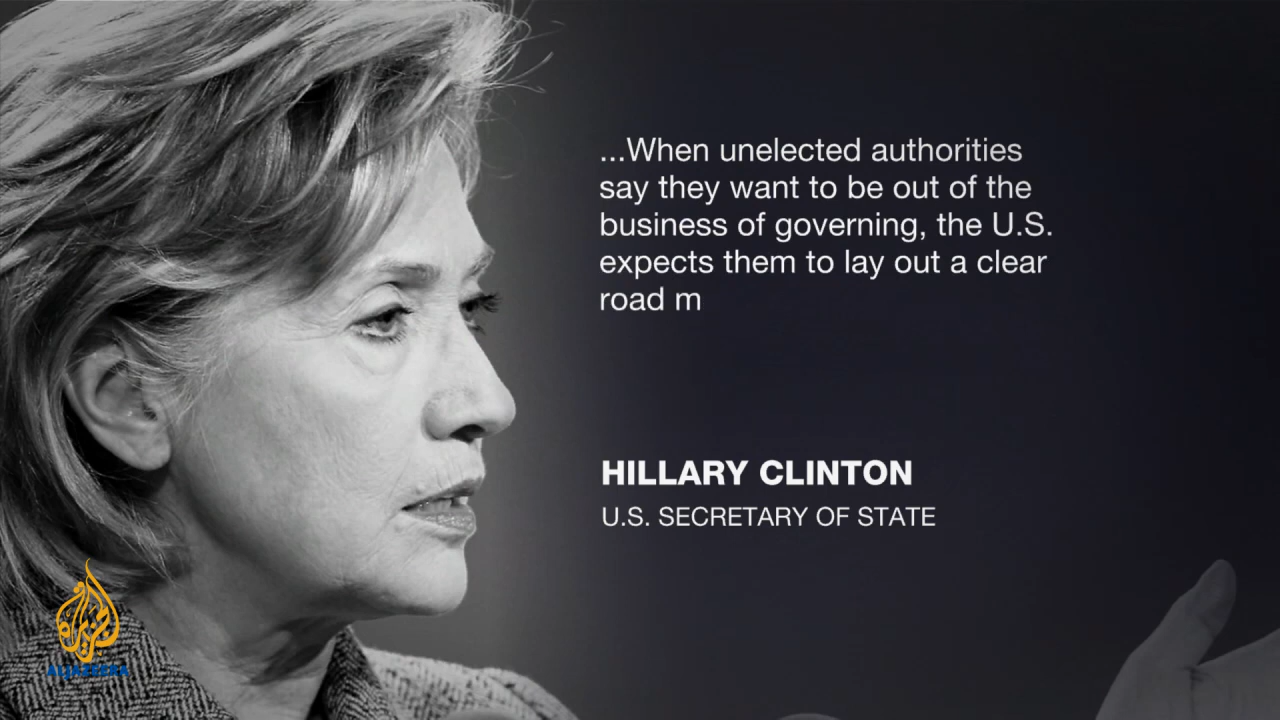 ...When unelected authorities
say they want to be out of the
business of governing, the U.S.
expects them to lay out a clear
road m
HILLARY CLINTON
U.S. SECRETARY OF STATE
الجزيرة
ALJAZEERA